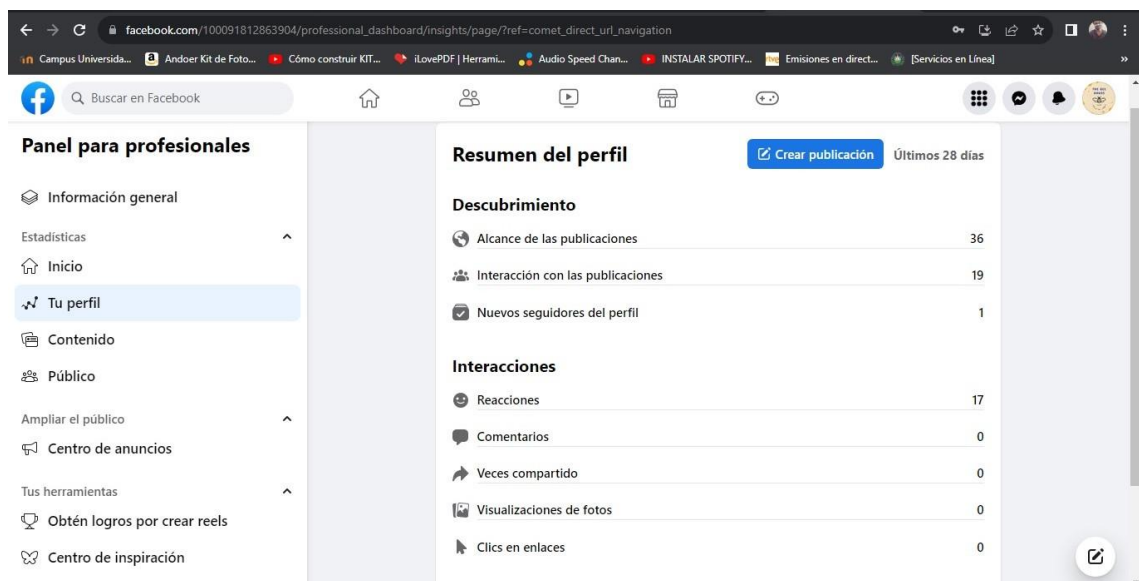 facebook.com/100091812863904/professional_dashboard/insights/page/?ref=comet_direct_url_navigation
Campus Universida... Andoer Kit de Foto... Cómo construir KIT... iLovePDF | Herrami... Audio Speed Chan... INSTALAR SPOTIFY... Emisiones en direct... [Servicios en Línea] »
Buscar en Facebook
Panel para profesionales
Información general
Estadísticas
Inicio
Tu perfil
Contenido
Público
Ampliar el público
Centro de anuncios
Tus herramientas
Obtén logros por crear reels
Centro de inspiración
Resumen del perfil Crear publicación Últimos 28 días
Descubrimiento
Alcance de las publicaciones 36
Interacción con las publicaciones 19
Nuevos seguidores del perfil 1
Interacciones
Reacciones 17
Comentarios 0
Veces compartido 0
Visualizaciones de fotos 0
Clics en enlaces 0